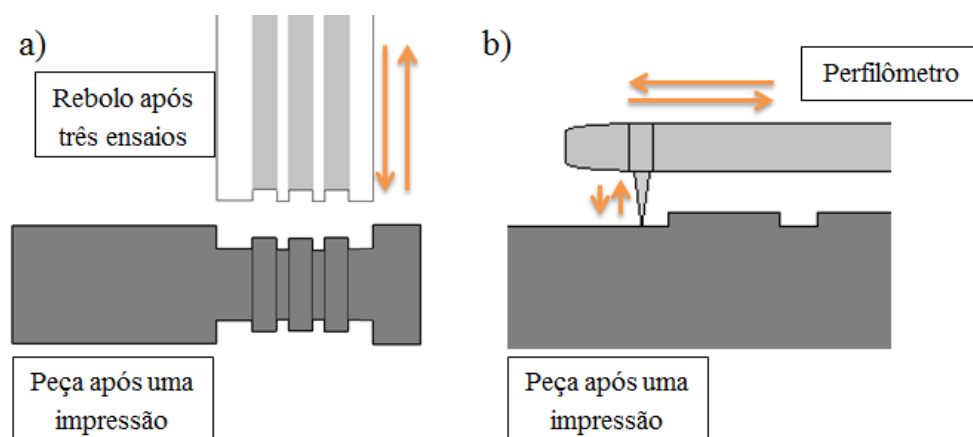 a)
Rebolo após
três ensaios
Peça após uma
impressão
b)
Perfilômetro
Peça após uma
impressão